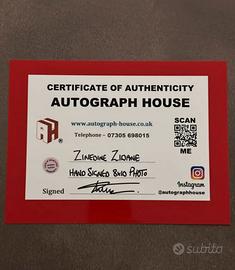 CERTIFICATE OF AUTHENTICITY
AUTOGRAPH HOUSE
www.autograph-house.co.uk
Telephone - 07305 698015
SCAN
ME
AH
ZINEDINE ZIDANE
HAND SIGNED 8x10 PHOTO
Signed
Instagram
@autographhouse
subito